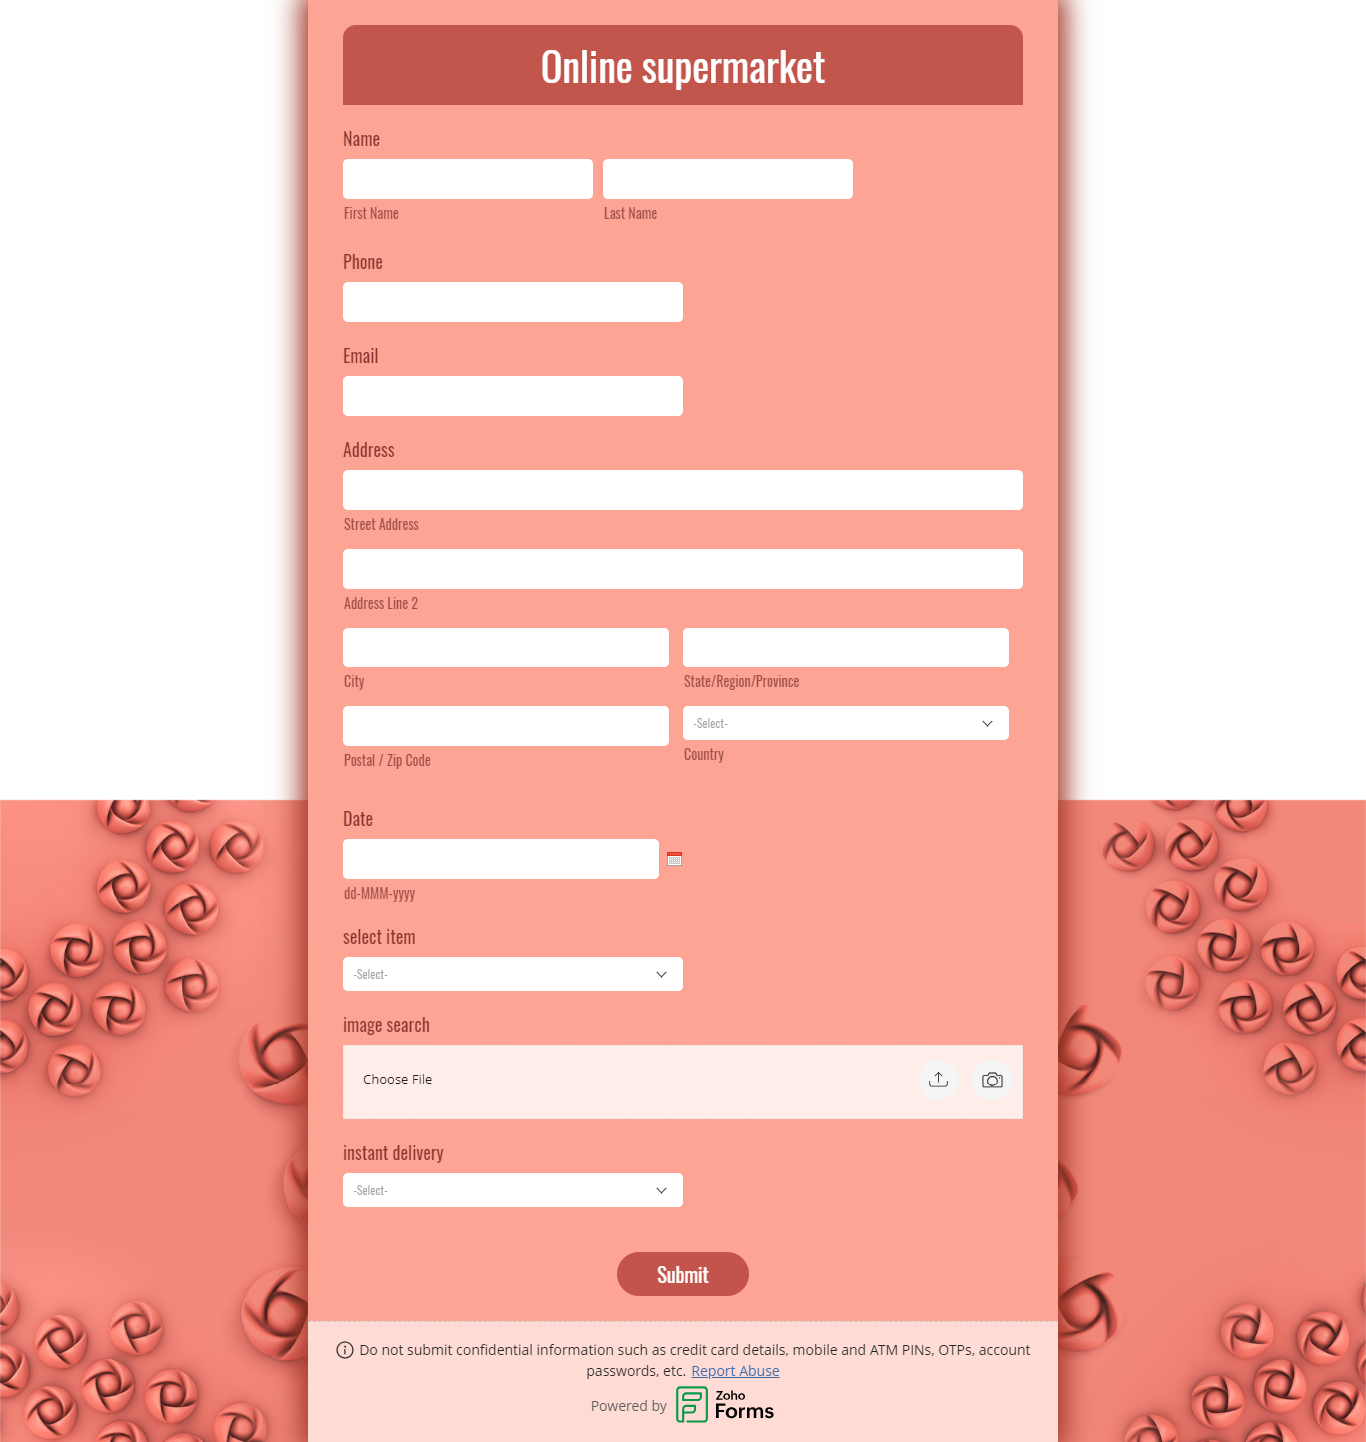 Online supermarket
Name
First Name
Last Name
Phone
Email
Address
Street Address
Address Line 2
City
State/Region/Province
-Select-
Postal / Zip Code
Country
Date
dd-MMM-yyyy
select item
-Select-
image search
Choose File
instant delivery
-Select-
Submit
Do not submit confidential information such as credit card details, mobile and ATM PINs, OTPs, account
passwords, etc. Report Abuse
Powered by Zoho Forms